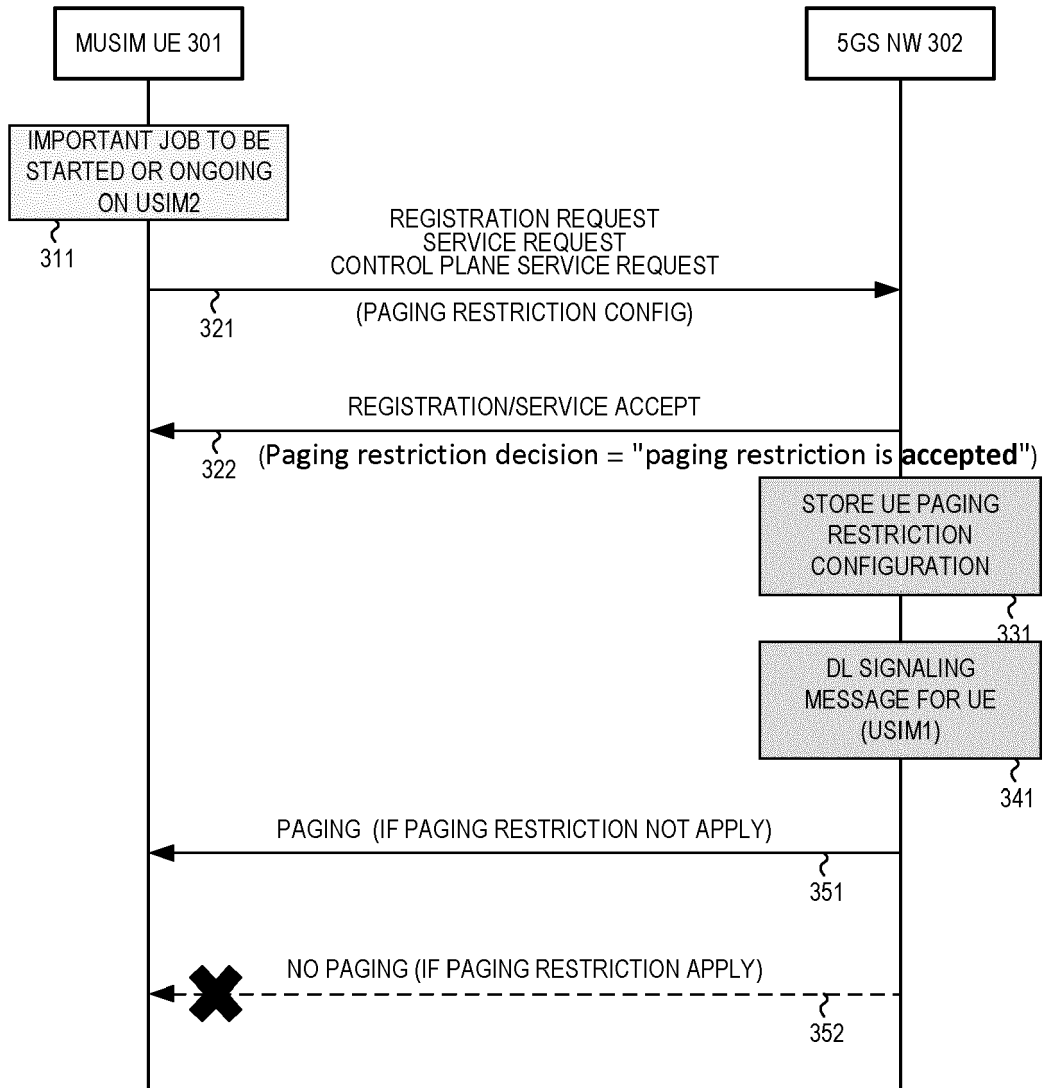 MUSIM UE 301
5GS NW 302
IMPORTANT JOB TO BE
STARTED OR ONGOING
ON USIM2
311
REGISTRATION REQUEST
SERVICE REQUEST
CONTROL PLANE SERVICE REQUEST
321
(PAGING RESTRICTION CONFIG)
REGISTRATION/SERVICE ACCEPT
322
(Paging restriction decision = "paging restriction is accepted")
STORE UE PAGING
RESTRICTION
CONFIGURATION
331
DL SIGNALING
MESSAGE FOR UE
(USIM1)
341
PAGING (IF PAGING RESTRICTION NOT APPLY)
351
NO PAGING (IF PAGING RESTRICTION APPLY)
352